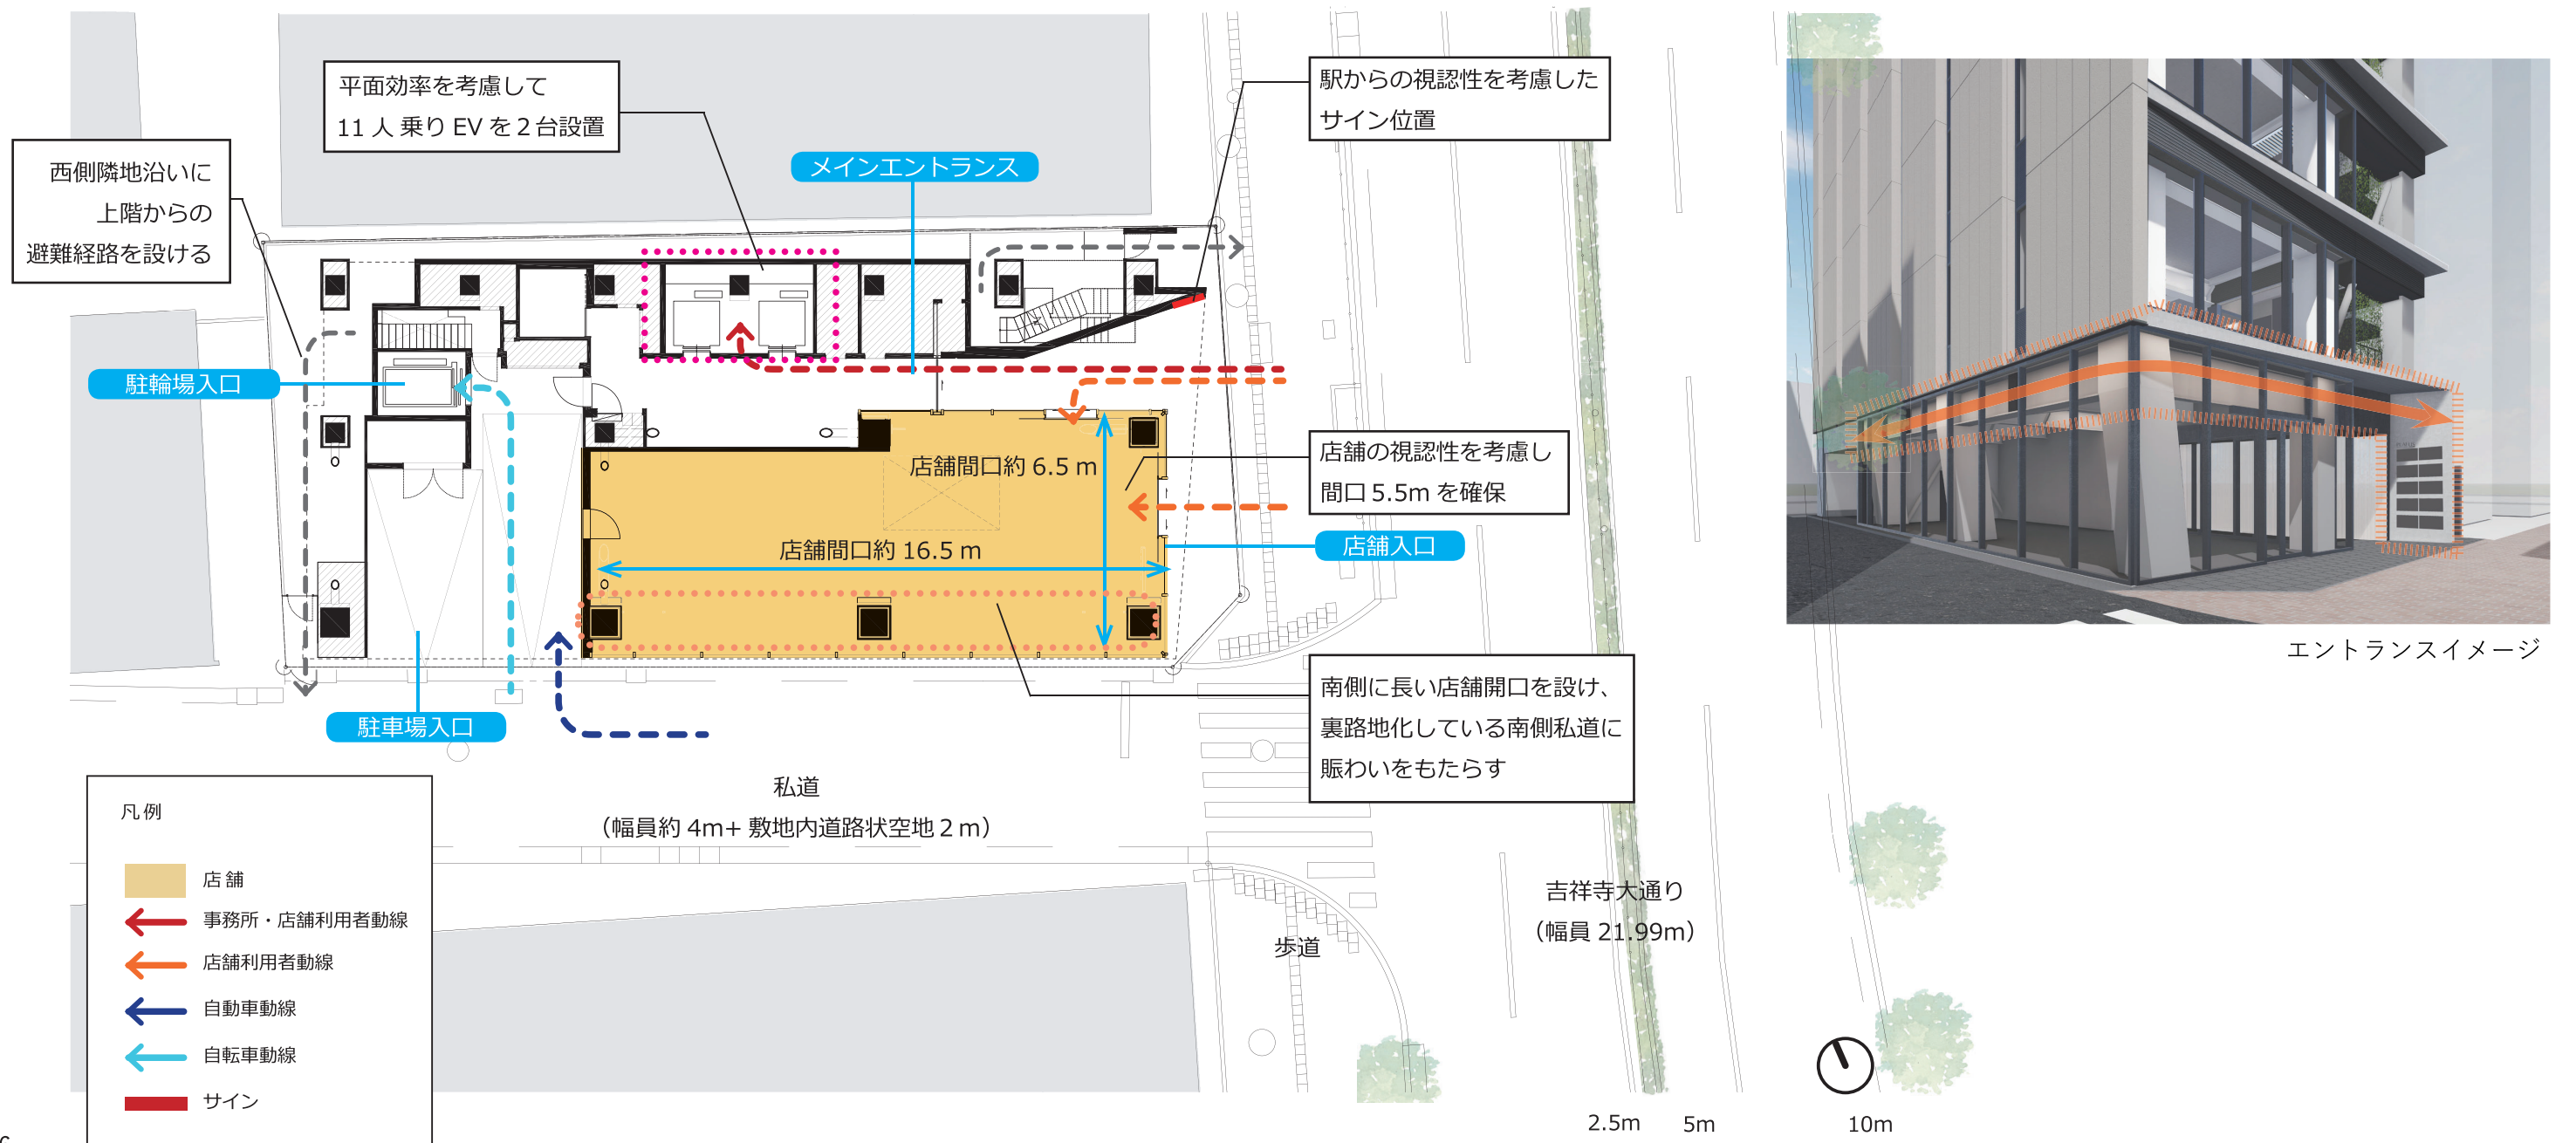 平面効率を考慮して
11 人 乗り EV を 2 台設置
駅からの視認性を考慮した
サイン位置
メインエントランス
西側隣地沿いに
上階からの
避難経路を設ける
駐輪場入口
店舗間口約 6.5 m
店舗の視認性を考慮し
間口 5.5m を確保
店舗間口約 16.5 m
店舗入口
エントランスイメージ
南側に長い店舗開口を設け、
裏路地化している南側私道に
賑わいをもたらす
駐車場入口
私道
（幅員約 4m+ 敷地内道路状空地 2 m）
凡例
店舗
事務所・店舗利用者動線
店舗利用者動線
自動車動線
自転車動線
サイン
吉祥寺大通り
（幅員 21.99m）
歩道
2.5m 5m 10m